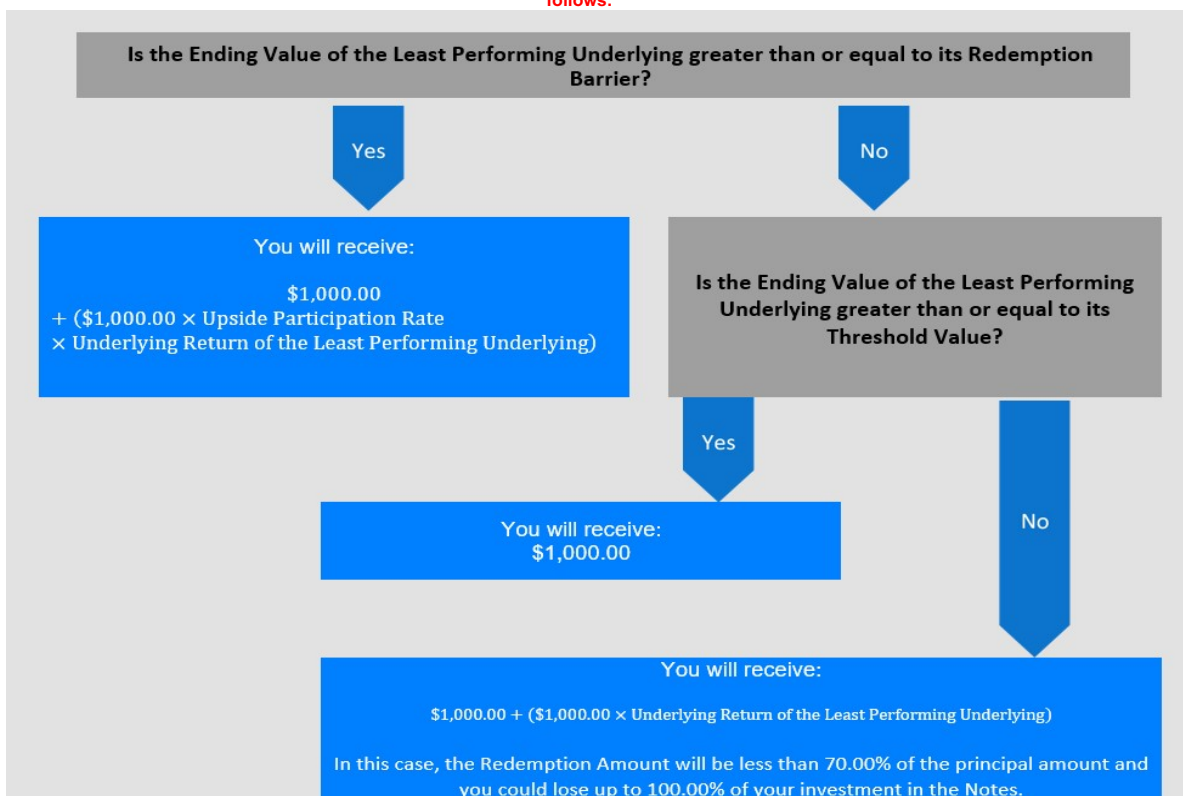 follows:
Is the Ending Value of the Least Performing Underlying greater than or equal to its Redemption
Barrier?
Yes
No
You will receive:
$1,000.00
+ ($1,000.00 × Upside Participation Rate
× Underlying Return of the Least Performing Underlying)
Is the Ending Value of the Least Performing
Underlying greater than or equal to its
Threshold Value?
Yes
No
You will receive:
$1,000.00
You will receive:
$1,000.00 + ($1,000.00 × Underlying Return of the Least Performing Underlying)
In this case, the Redemption Amount will be less than 70.00% of the principal amount and
you could lose up to 100.00% of your investment in the Notes.